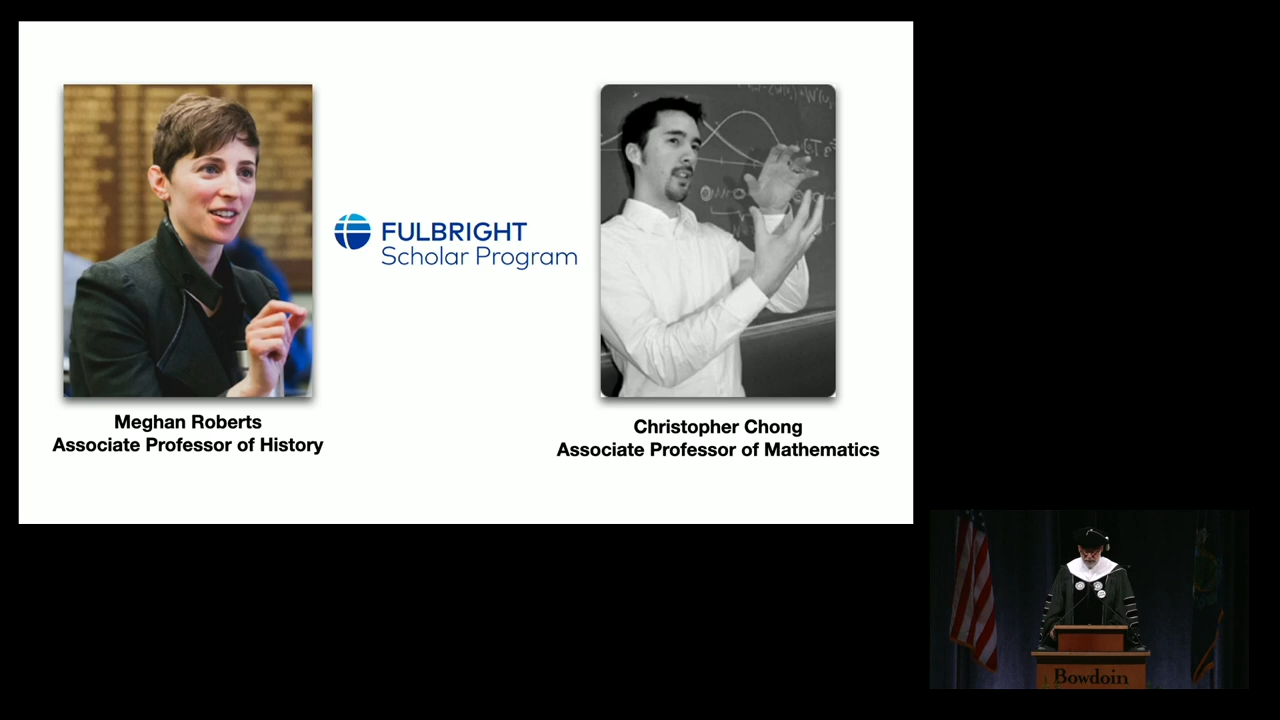 FULBRIGHT
Scholar Program
Meghan Roberts
Associate Professor of History
Christopher Chong
Associate Professor of Mathematics
Bowdoin